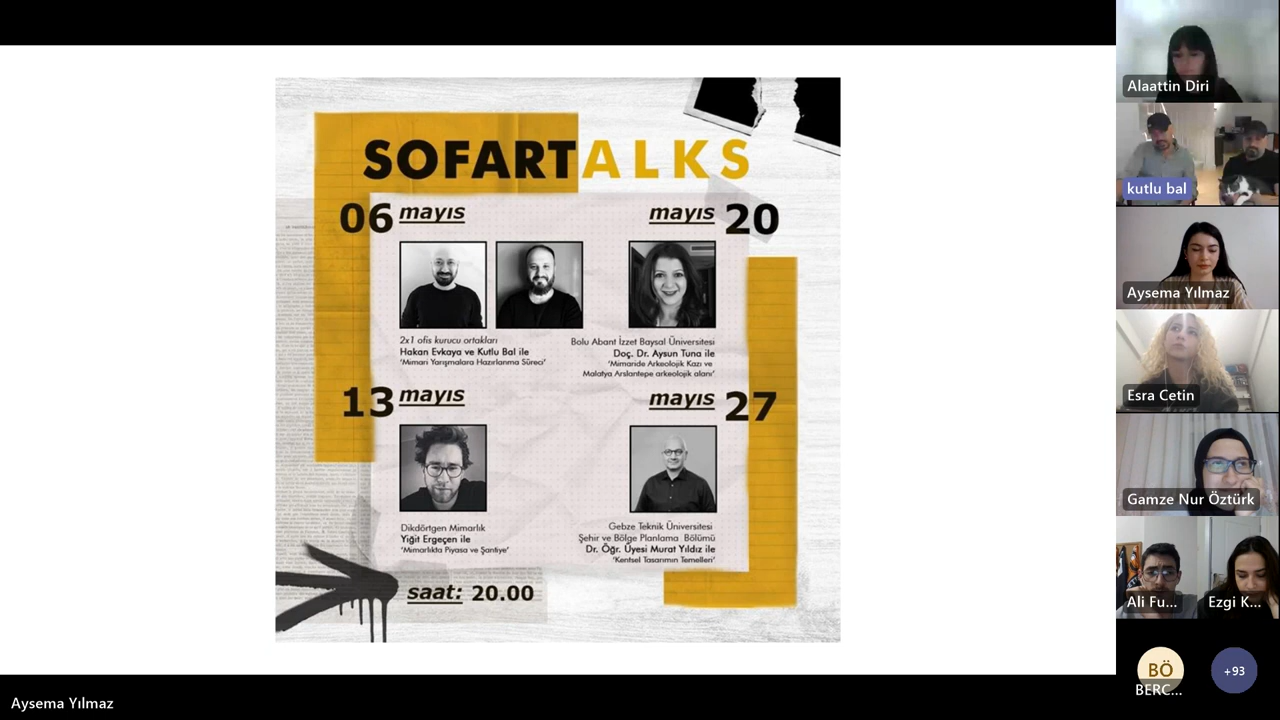 SOFARTALKS
06 mayıs
2x1 ofis kurucu ortakları
Hakan Evkaya ve Kutlu Bal ile
'Mimari Yarışmalara Hazırlanma Süreci'
mayıs 20
Bolu Abant İzzet Baysal Üniversitesi
Doç. Dr. Aysun Tuna ile
'Mimaride Arkeolojik Kazı ve
Malatya Arslantepe arkeolojik alanı'
13 mayıs
Dikdörtgen Mimarlık
Yiğit Ergeçen ile
'Mimarlıkta Piyasa ve Şantiye'
mayıs 27
Gebze Teknik Üniversitesi
Şehir ve Bölge Planlama Bölümü
Dr. Öğr. Üyesi Murat Yıldız ile
'Kentsel Tasarımın Temelleri'
saat: 20.00
Alaattin Diri
kutlu bal
Aysema Yılmaz
Esra Cetin
Gamze Nur Öztürk
Ali Fu...
Ezgi K...
BÖ
BERC...
+93
Aysema Yılmaz